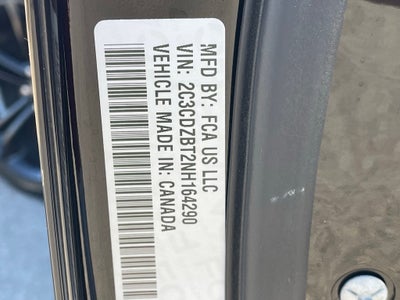 MFD BY: FCA US LLC
VIN: 2C3CDZBT2NH164290
VEHICLE MADE IN: CANADA